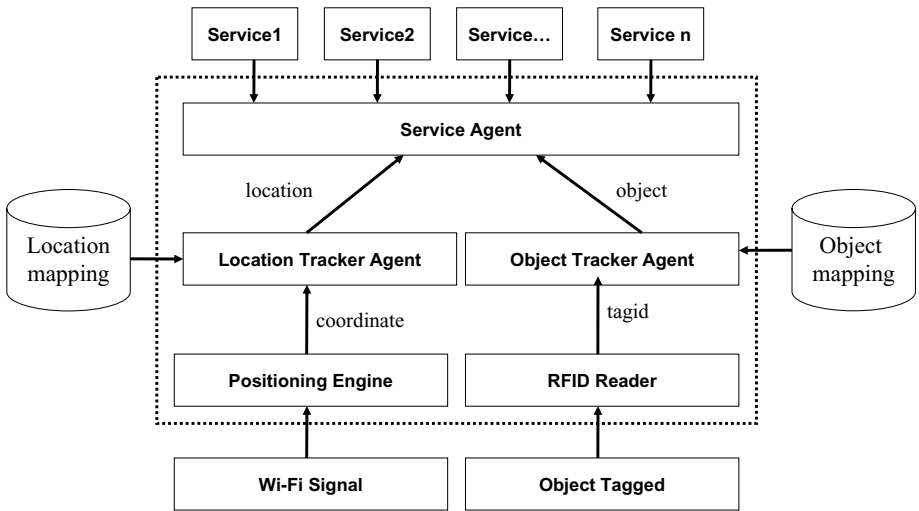 Service1
Service2
Service…
Service n
Service Agent
location
object
Location
mapping
Location Tracker Agent
Object Tracker Agent
Object
mapping
coordinate
tagid
Positioning Engine
RFID Reader
Wi-Fi Signal
Object Tagged